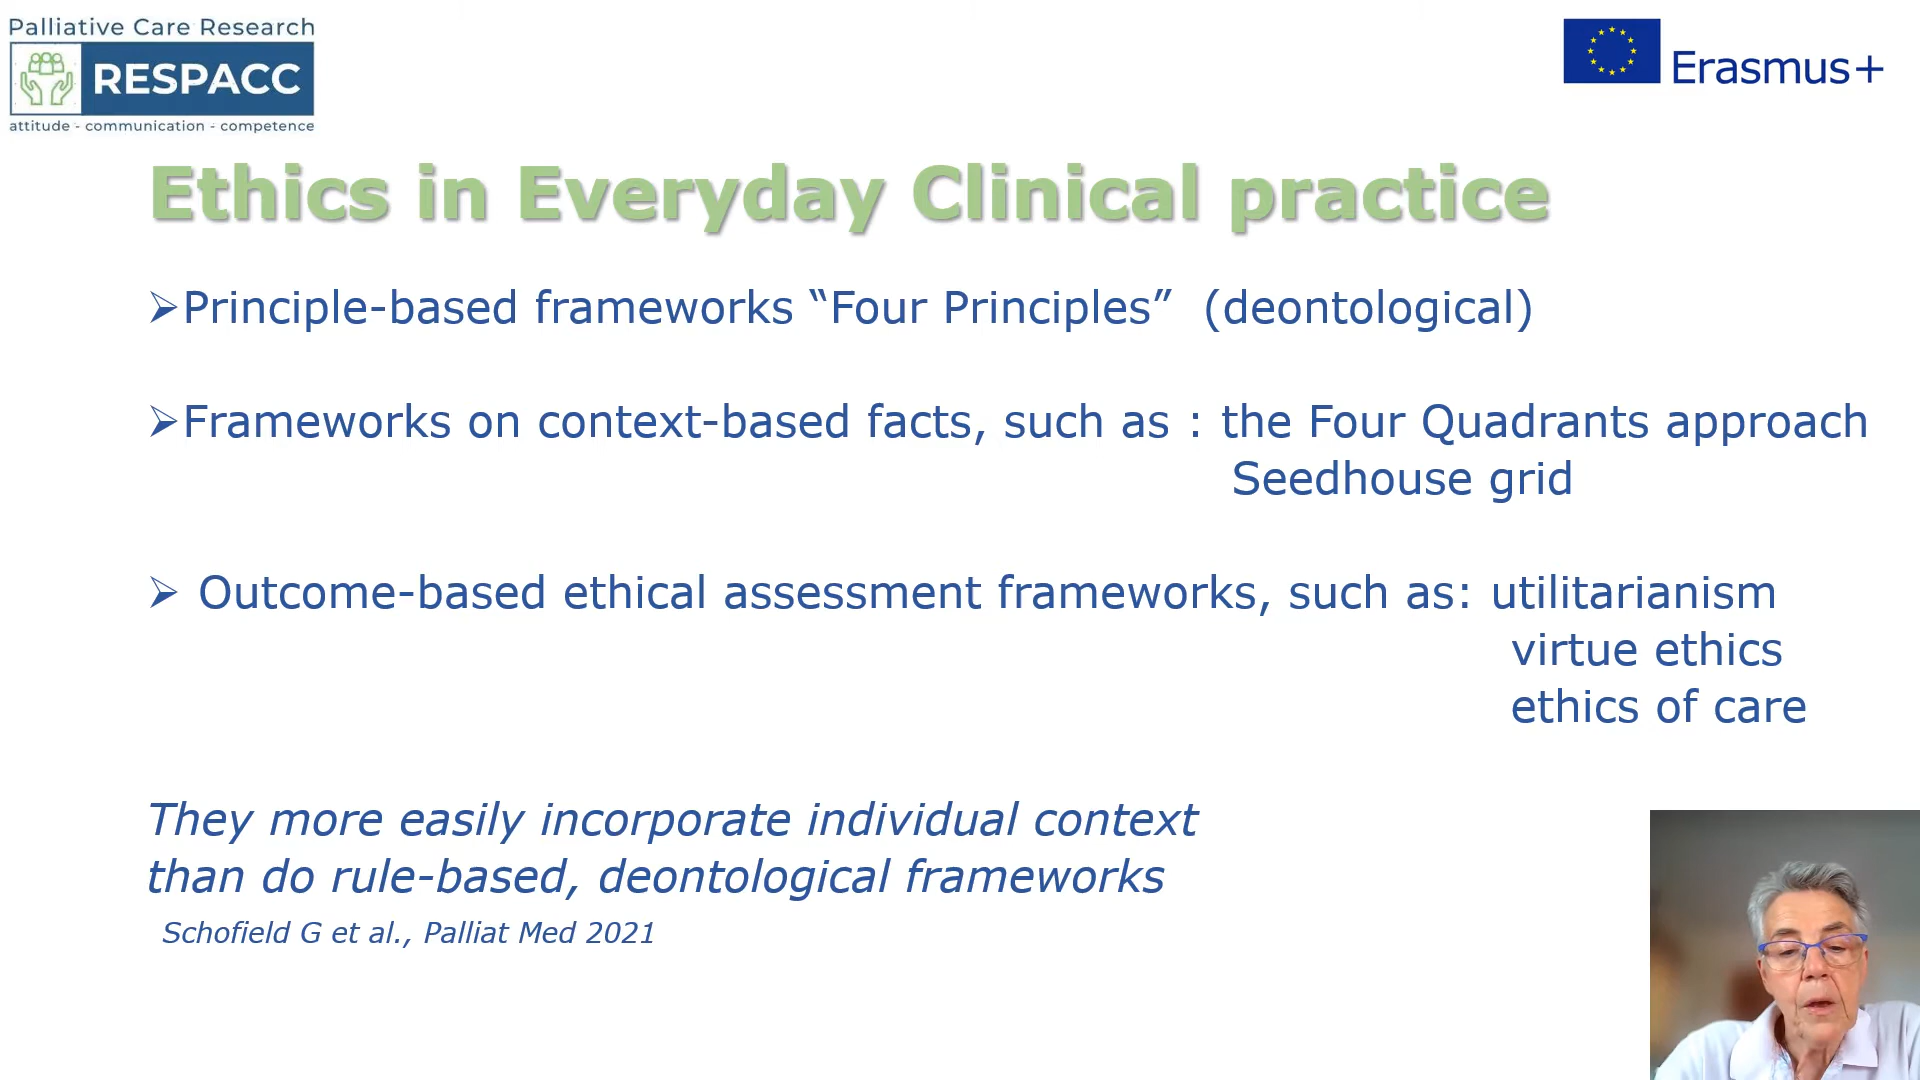 Palliative Care Research
RESPACC
attitude - communication - competence
Erasmus+
Ethics in Everyday Clinical practice
➢Principle-based frameworks “Four Principles”  (deontological)
➢Frameworks on context-based facts, such as : the Four Quadrants approach
Seedhouse grid
➢ Outcome-based ethical assessment frameworks, such as: utilitarianism
virtue ethics
ethics of care
They more easily incorporate individual context
than do rule-based, deontological frameworks
Schofield G et al., Palliat Med 2021